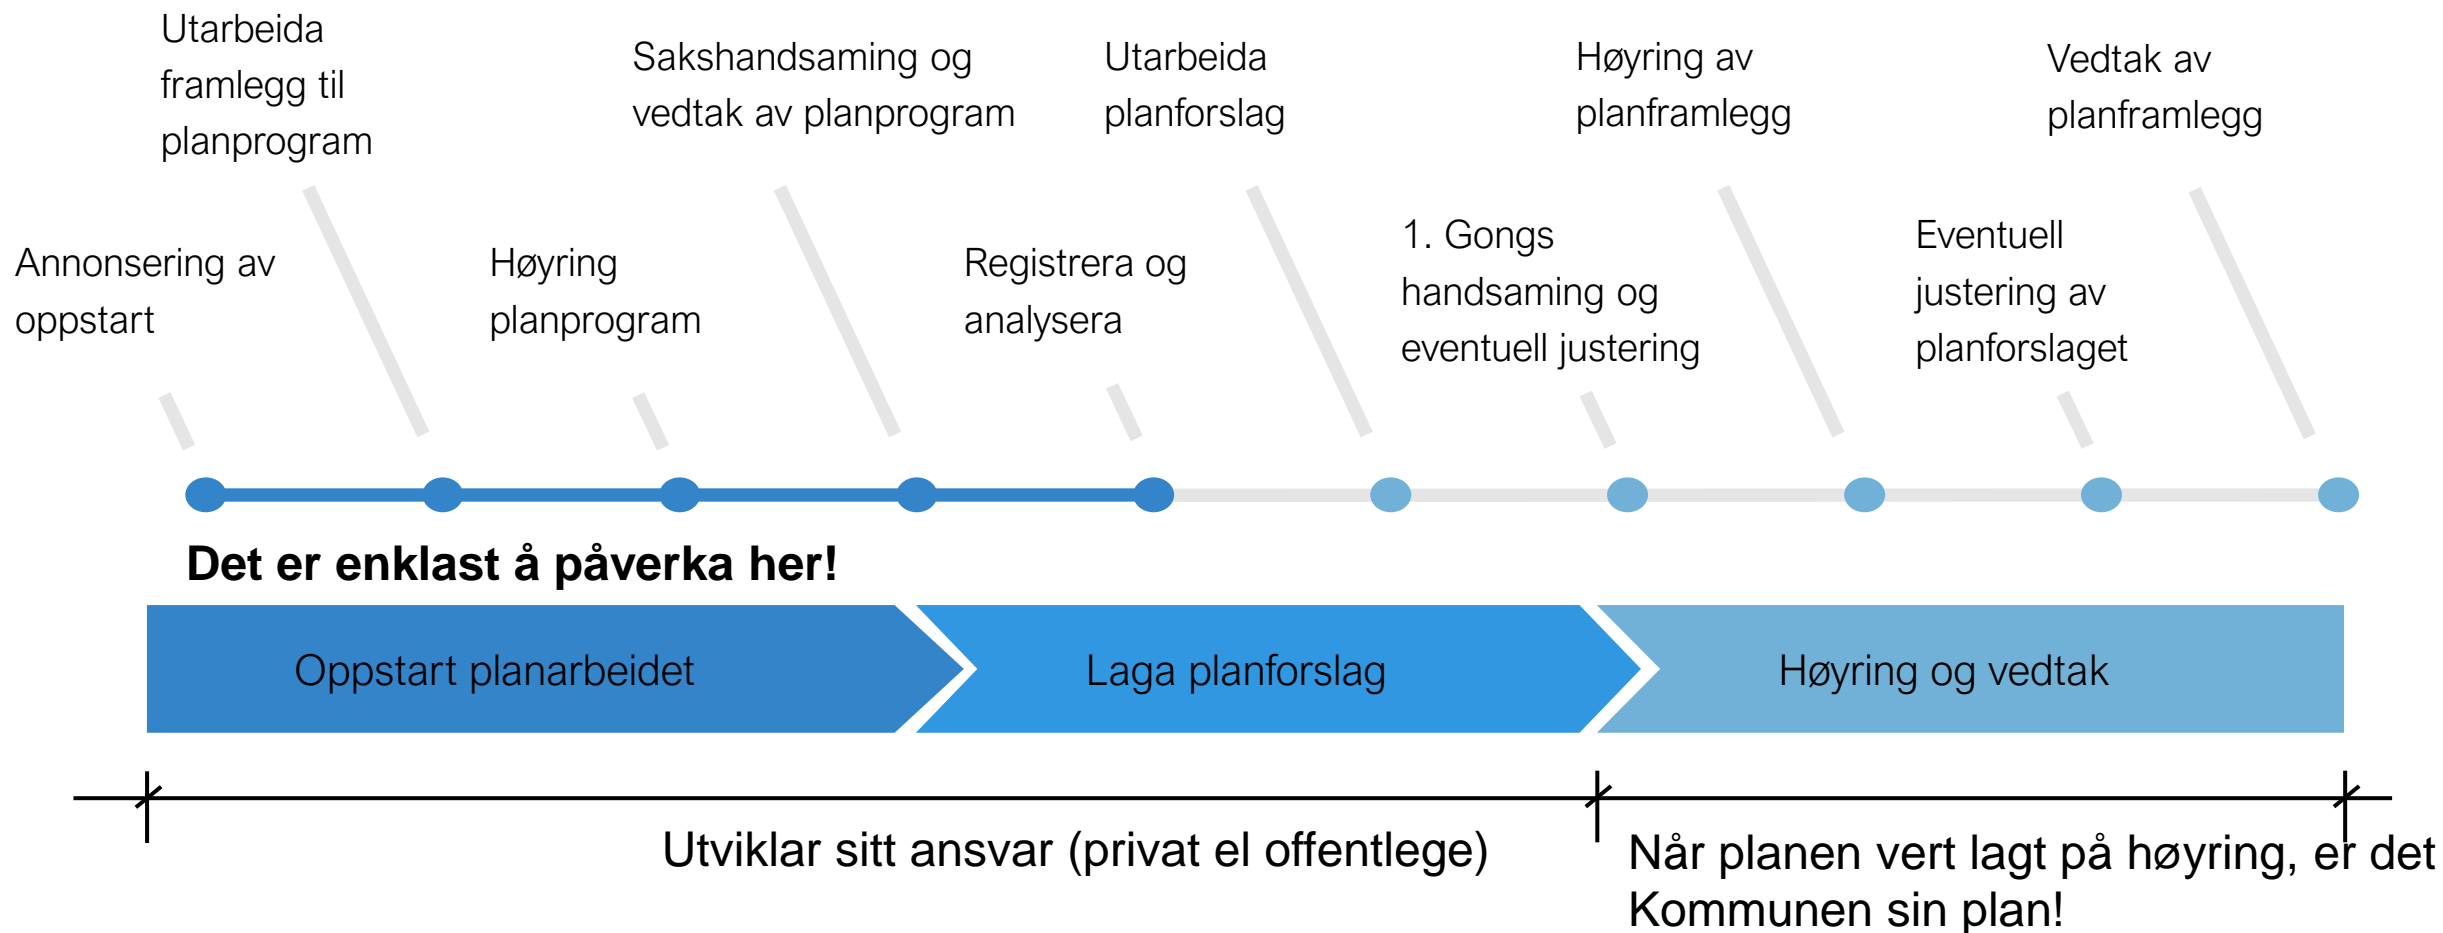 Utarbeida
framlegg til
planprogram
Sakshandsaming og
vedtak av planprogram
Utarbeida
planforslag
Høyring av
planframlegg
Vedtak av
planframlegg
Annonsering av
oppstart
Høyring
planprogram
Registrera og
analysera
1. Gongs
handsaming og
eventuell justering
Eventuell
justering av
planforslaget
Det er enklast å påverka her!
Oppstart planarbeidet
Laga planforslag
Høyring og vedtak
Utviklar sitt ansvar (privat el offentlege)
Når planen vert lagt på høyring, er det
Kommunen sin plan!